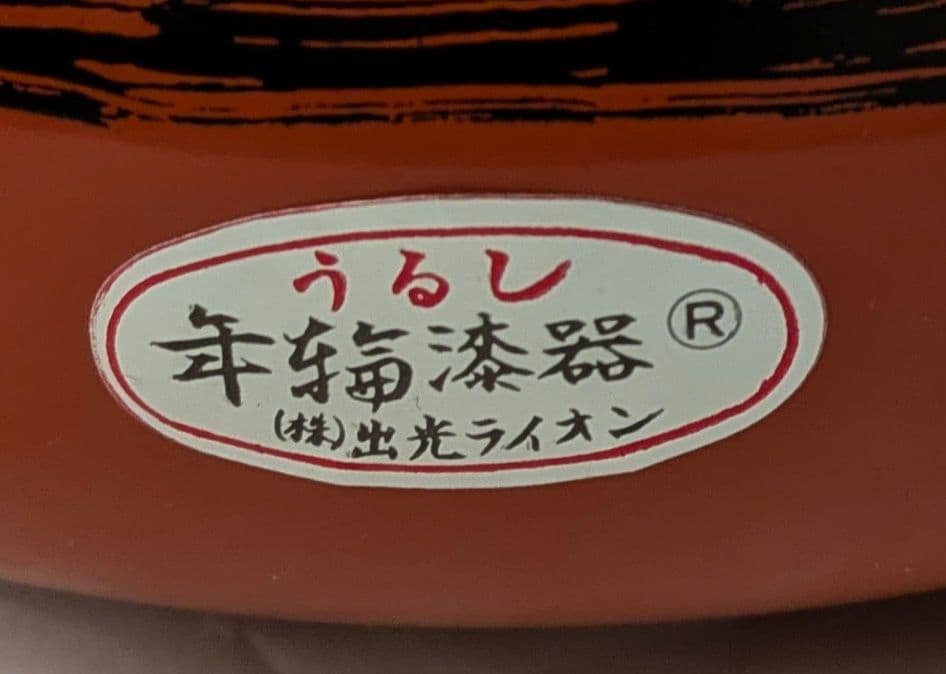 うるし
年輪漆器 ®
(株)出光ライオン